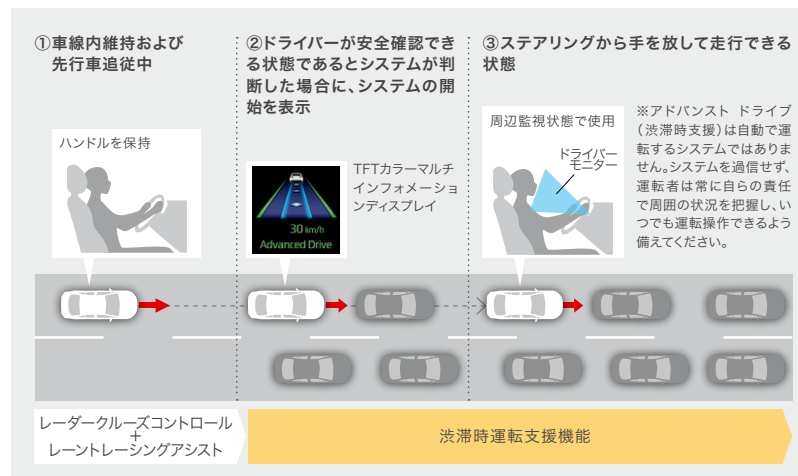 ①車線内維持および
先行車追従中
②ドライバーが安全確認でき
る状態であるとシステムが判
断した場合に、システムの開
始を表示
③ステアリングから手を放して走行できる
状態
ハンドルを保持
TFTカラーマルチ
インフォメーショ
ンディスプレイ
30 km/h
Advanced Drive
周辺監視状態で使用
ドライバー
モニター
※アドバンスト ドライブ
（渋滞時支援）は自動で運
転するシステムではありま
せん。システムを過信せず、
運転者は常に自らの責任
で周囲の状況を把握し、い
つでも運転操作できるよう
備えてください。
レーダークルーズコントロール
+
レーントレーシングアシスト
渋滞時運転支援機能